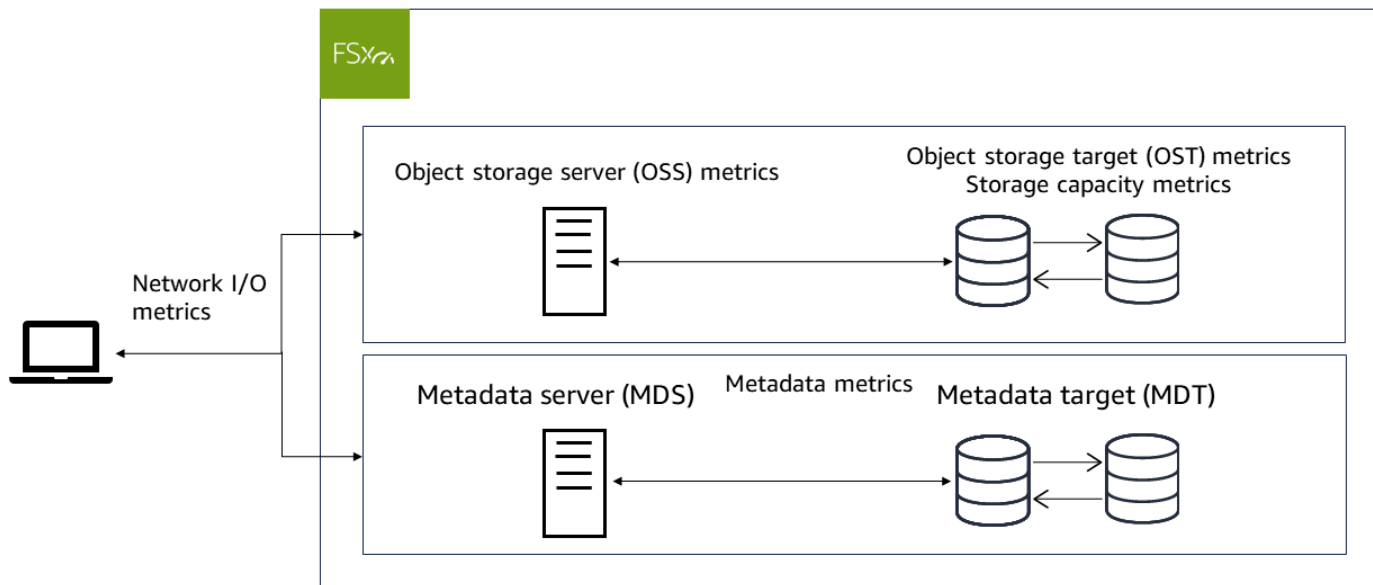 FSx
Object storage server (OSS) metrics
Object storage target (OST) metrics
Storage capacity metrics
Network I/O
metrics
Metadata server (MDS)
Metadata metrics
Metadata target (MDT)